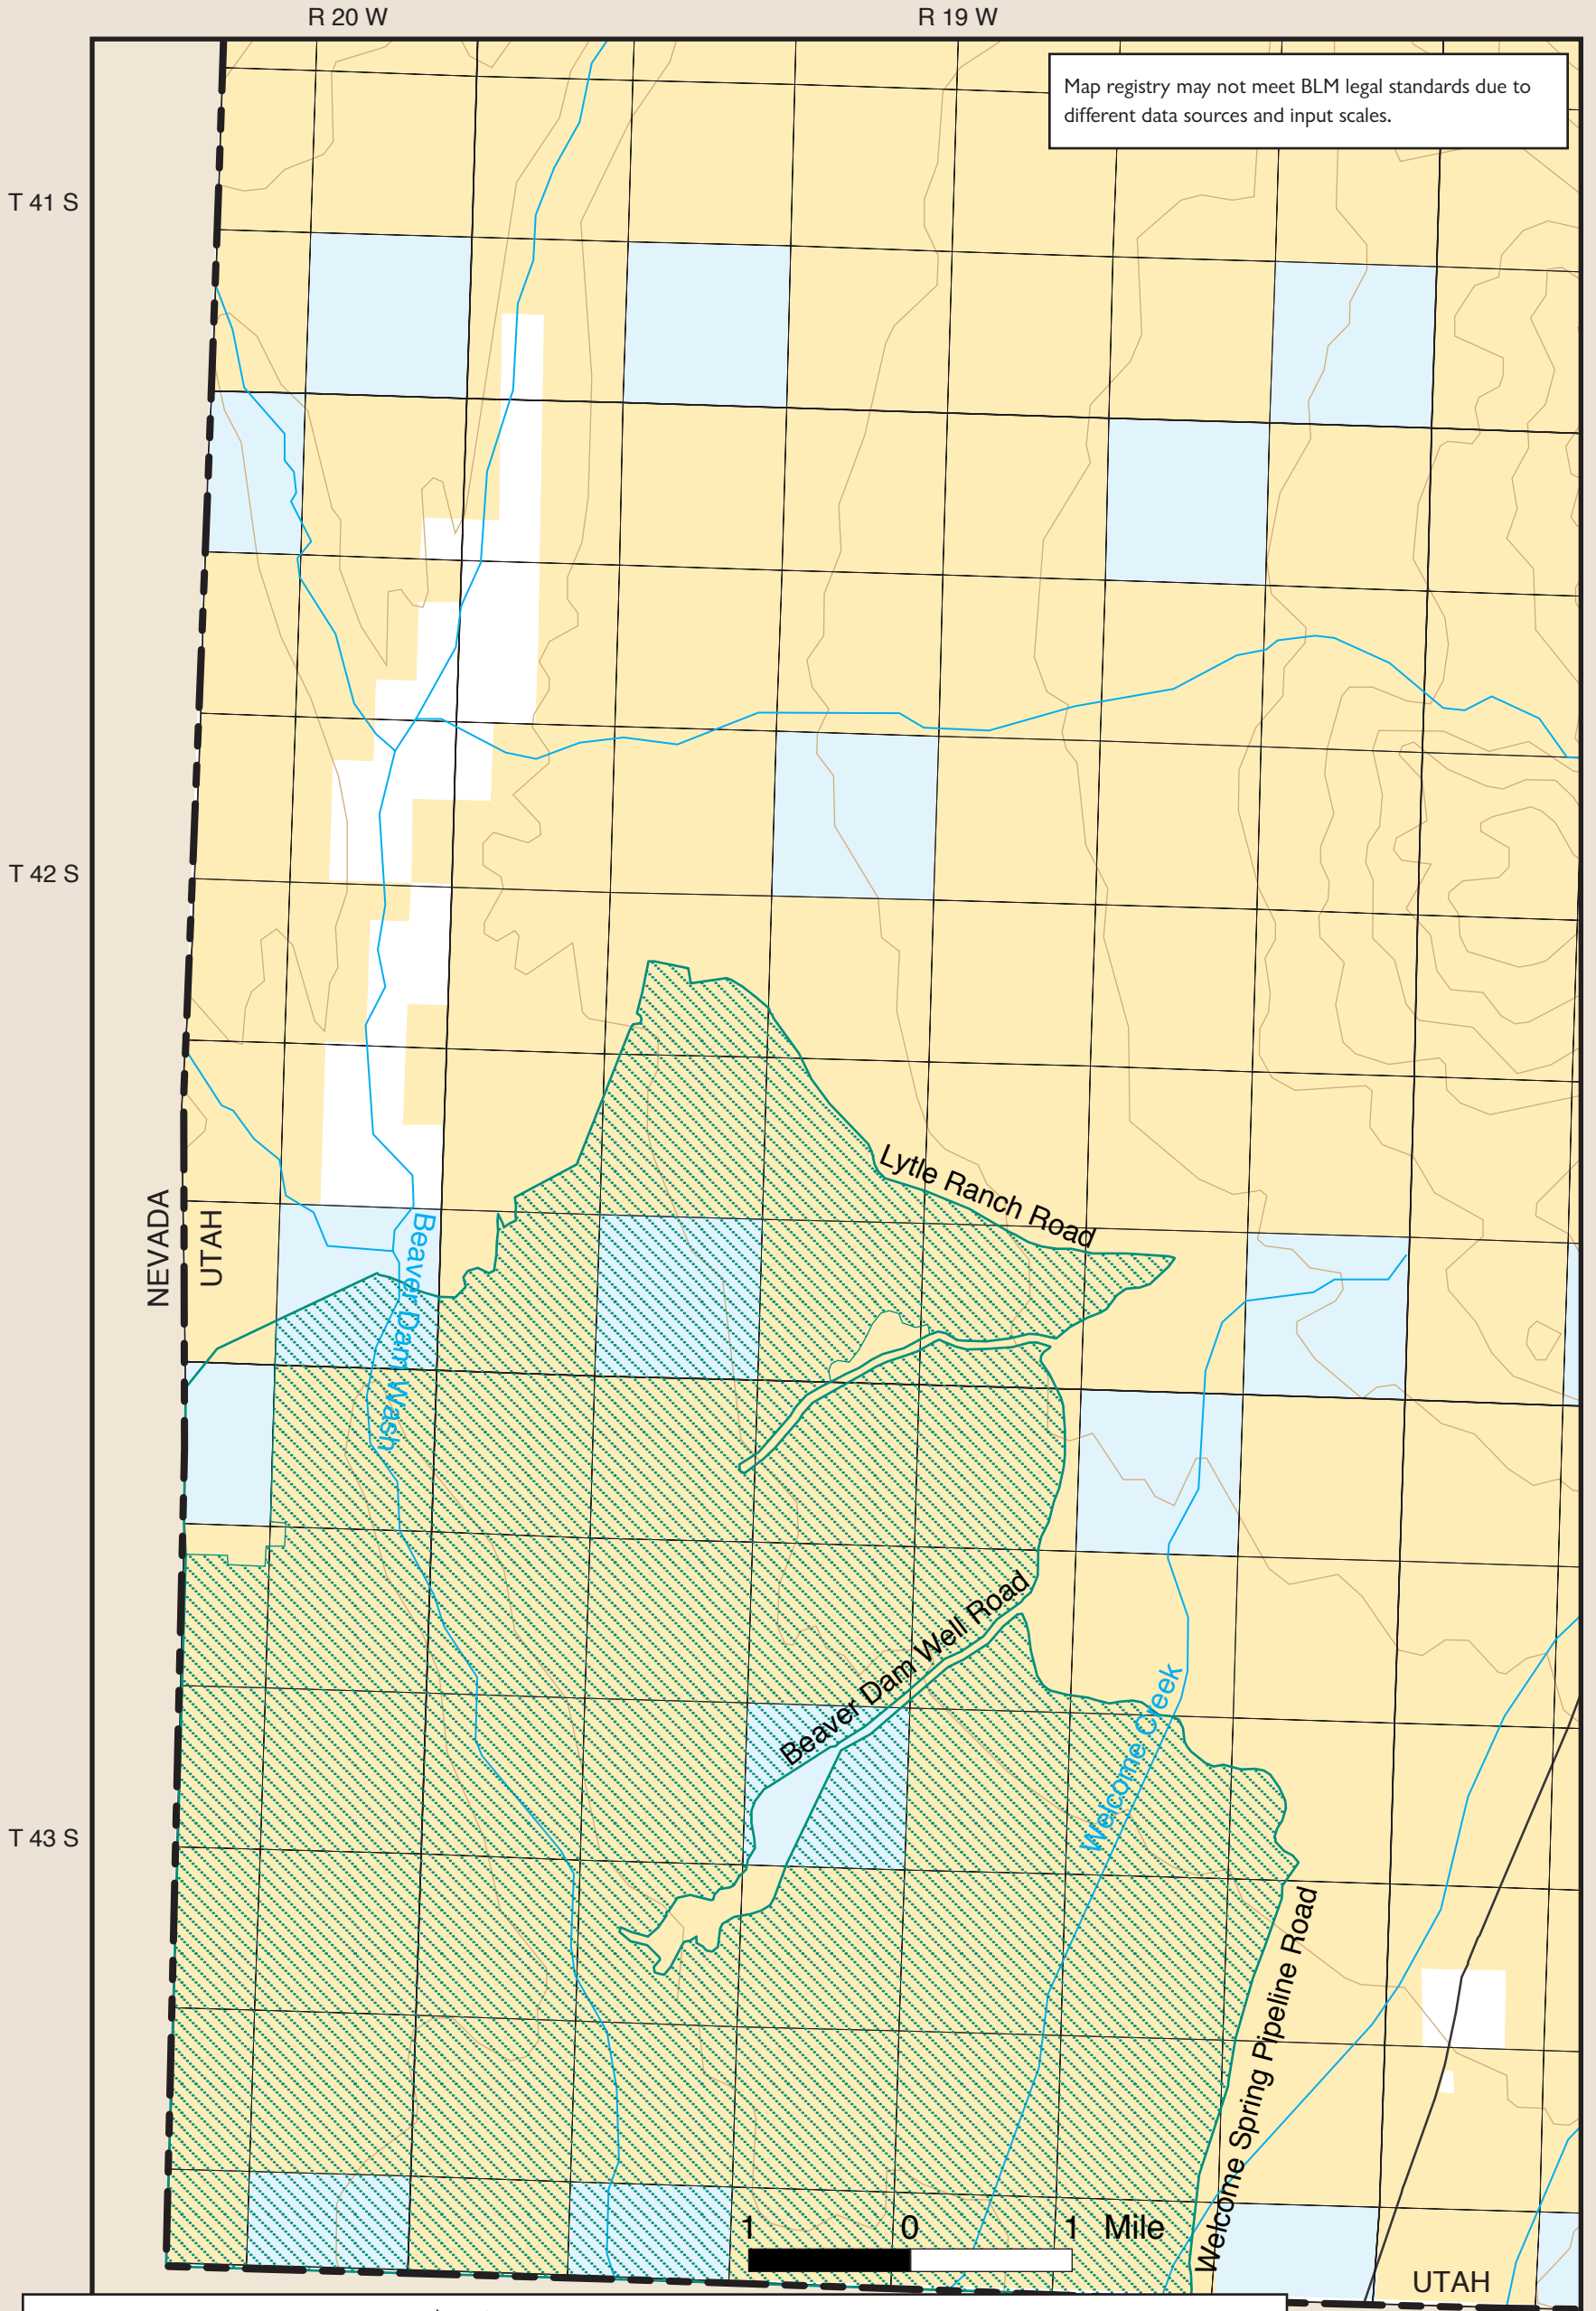 R 20 W
R 19 W
Map registry may not meet BLM legal standards due to
different data sources and input scales.
T 41 S
T 42 S
Lytle Ranch Road
NEVADA
UTAH
Beaver Dam Wash
Beaver Dam Well Road
Welcome Creek
T 43 S
Welcome Spring Pipeline Road
1 0 1 Mile
UTAH